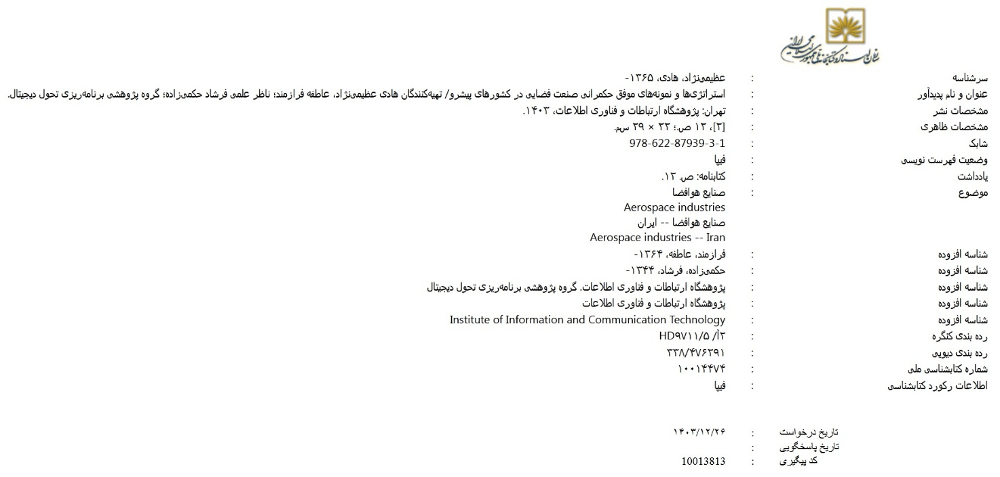 سازمان اسناد و کتابخانه ملی جمهوری اسلامی ایران
سرشناسه : عظیمی‌نژاد، هادی، ۱۳۶۵-
عنوان و نام پدیدآور : استراتژی‌ها و نمونه‌های موفق حکمرانی صنعت فضایی در کشورهای پیشرو/ تهیه‌کنندگان هادی عظیمی‌نژاد، عاطفه فرازمند؛ ناظر علمی فرشاد حکمی‌زاده؛ گروه پژوهشی برنامه‌ریزی تحول دیجیتال.
مشخصات نشر : تهران: پژوهشگاه ارتباطات و فناوری اطلاعات، ۱۴۰۳.
مشخصات ظاهری : [۲]، ۱۲ ص.؛ ۲۲ × ۲۹ س‌م.
شابک : 978-622-87939-3-1
وضعیت فهرست نویسی : فیپا
یادداشت : کتابنامه: ص. ۱۲.
موضوع : صنایع هوافضا
Aerospace industries
صنایع هوافضا -- ایران
Aerospace industries -- Iran
شناسه افزوده : فرازمند، عاطفه، ۱۳۶۴-
شناسه افزوده : حکمی‌زاده، فرشاد، ۱۳۴۴-
شناسه افزوده : پژوهشگاه ارتباطات و فناوری اطلاعات. گروه پژوهشی برنامه‌ریزی تحول دیجیتال
شناسه افزوده : پژوهشگاه ارتباطات و فناوری اطلاعات
شناسه افزوده : Institute of Information and Communication Technology
رده بندی کنگره : HD۹۷۱۱/۵ /آ۲
رده بندی دیویی : ۳۳۸/۴۷۶۲۹۱
شماره کتابشناسی ملی : ۱۰۰۱۴۴۷۴
اطلاعات رکورد کتابشناسی : فیپا
تاریخ درخواست : ۱۴۰۳/۱۲/۲۶
تاریخ پاسخگویی :
کد پیگیری : 10013813